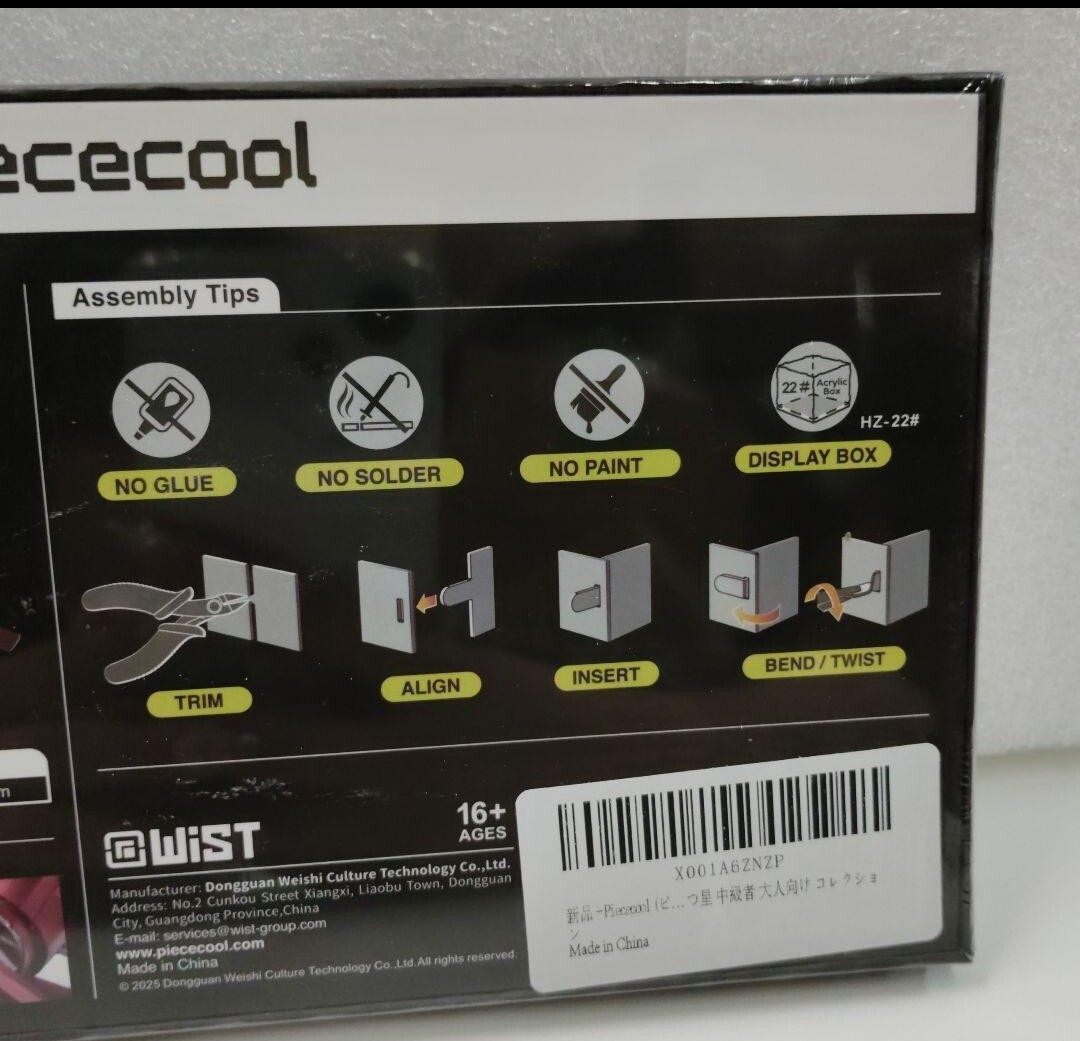 ececool
Assembly Tips
22 # Acrylic Box
HZ-22#
NO GLUE
NO SOLDER
NO PAINT
DISPLAY BOX
TRIM
ALIGN
INSERT
BEND / TWIST
m
WiST
16+
AGES
Manufacturer: Dongguan Weishi Culture Technology Co.,Ltd.
Address: No.2 Cunkou Street Xiangxi, Liaobu Town, Dongguan
City, Guangdong Province,China
E-mail: services@wist-group.com
www.piececool.com
Made in China
© 2025 Dongguan Weishi Culture Technology Co.,Ltd.All rights reserved.
X001A6ZNZP
新品 -Piececool (ピ...つ星 中級者 大人向け コレクショ
ン
Made in China